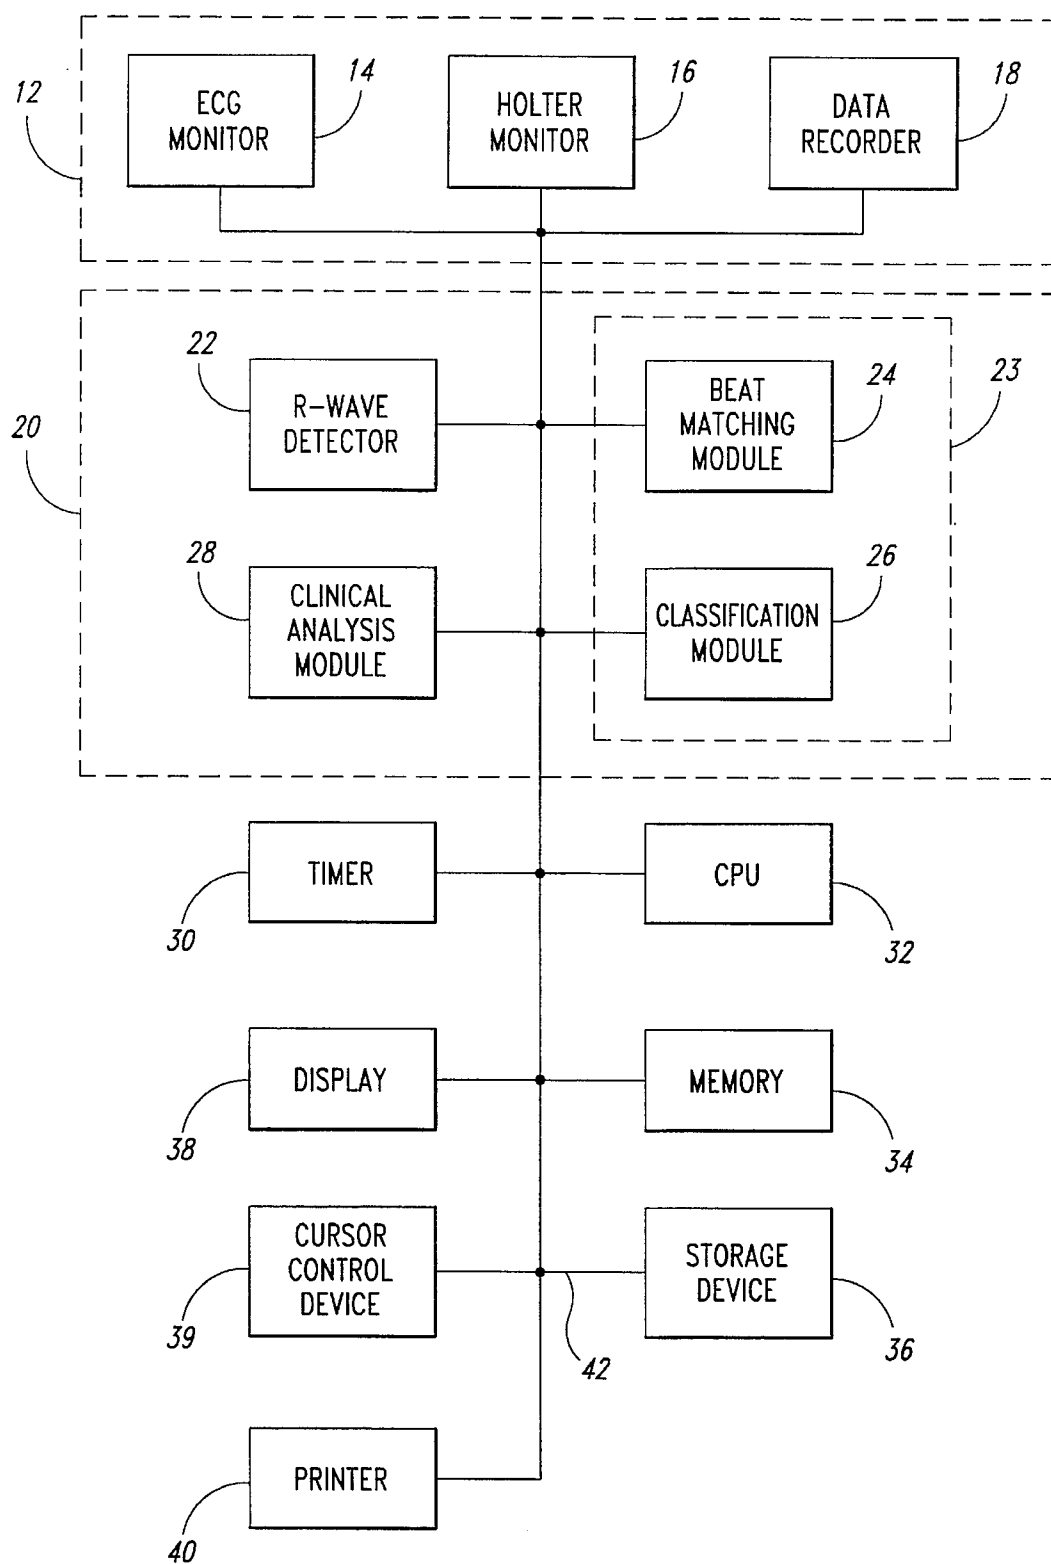 12
ECG
MONITOR
14
HOLTER
MONITOR
16
DATA
RECORDER
18
20
22
R-WAVE
DETECTOR
BEAT
MATCHING
MODULE
24
23
28
CLINICAL
ANALYSIS
MODULE
CLASSIFICATION
MODULE
26
TIMER
30
CPU
32
DISPLAY
38
MEMORY
34
CURSOR
CONTROL
DEVICE
39
42
STORAGE
DEVICE
36
PRINTER
40